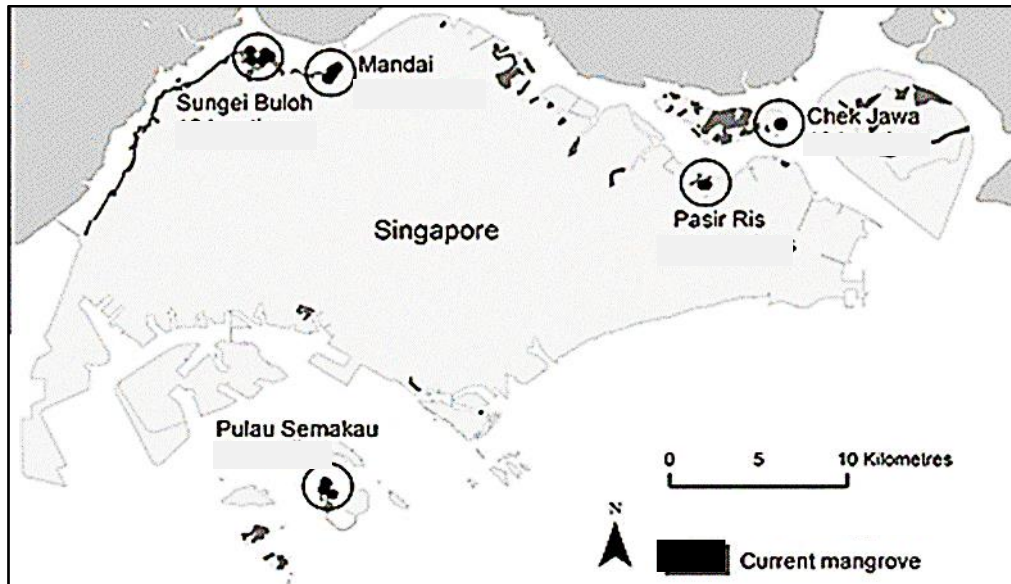 Mandai
Sungei Buloh
Chek Jawa
Pasir Ris
Singapore
Pulau Semakau
0 5 10 Kilometres
N
Current mangrove